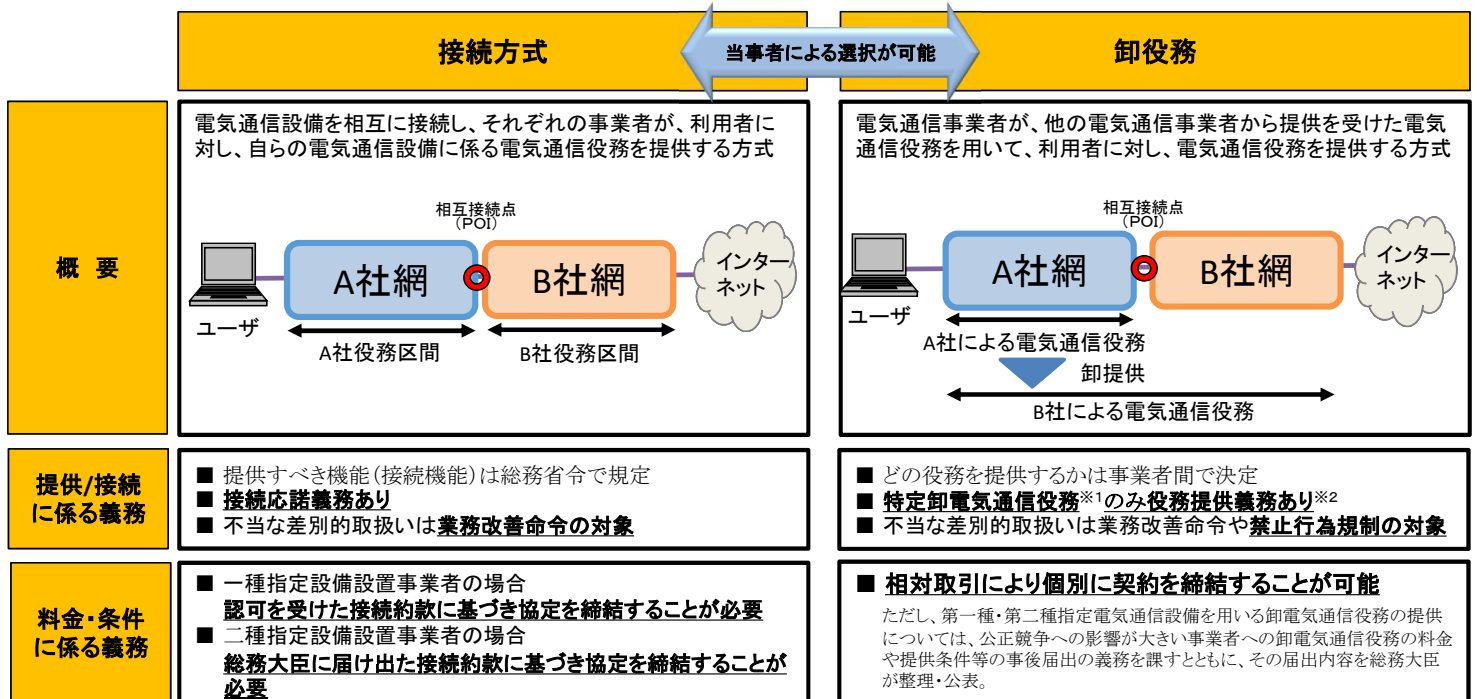 接続方式
当事者による選択が可能
卸役務
概 要
電気通信設備を相互に接続し、それぞれの事業者が、利用者に
対し、自らの電気通信設備に係る電気通信役務を提供する方式
相互接続点
(POI)
A社網
B社網
インター
ネット
ユーザ
A社役務区間
B社役務区間
電気通信事業者が、他の電気通信事業者から提供を受けた電気
通信役務を用いて、利用者に対し、電気通信役務を提供する方式
相互接続点
(POI)
A社網
B社網
インター
ネット
ユーザ
A社による電気通信役務
卸提供
B社による電気通信役務
提供/接続
に係る義務
■ 提供すべき機能(接続機能)は総務省令で規定
■ 接続応諾義務あり
■ 不当な差別的取扱いは業務改善命令の対象
■ どの役務を提供するかは事業者間で決定
■ 特定卸電気通信役務※1のみ役務提供義務あり※2
■ 不当な差別的取扱いは業務改善命令や禁止行為規制の対象
料金・条件
に係る義務
■ 一種指定設備設置事業者の場合
認可を受けた接続約款に基づき協定を締結することが必要
■ 二種指定設備設置事業者の場合
総務大臣に届け出た接続約款に基づき協定を締結することが
必要
■ 相対取引により個別に契約を締結することが可能
ただし、第一種・第二種指定電気通信設備を用いる卸電気通信役務の提供
については、公正競争への影響が大きい事業者への卸電気通信役務の料金
や提供条件等の事後届出の義務を課すとともに、その届出内容を総務大臣
が整理・公表。